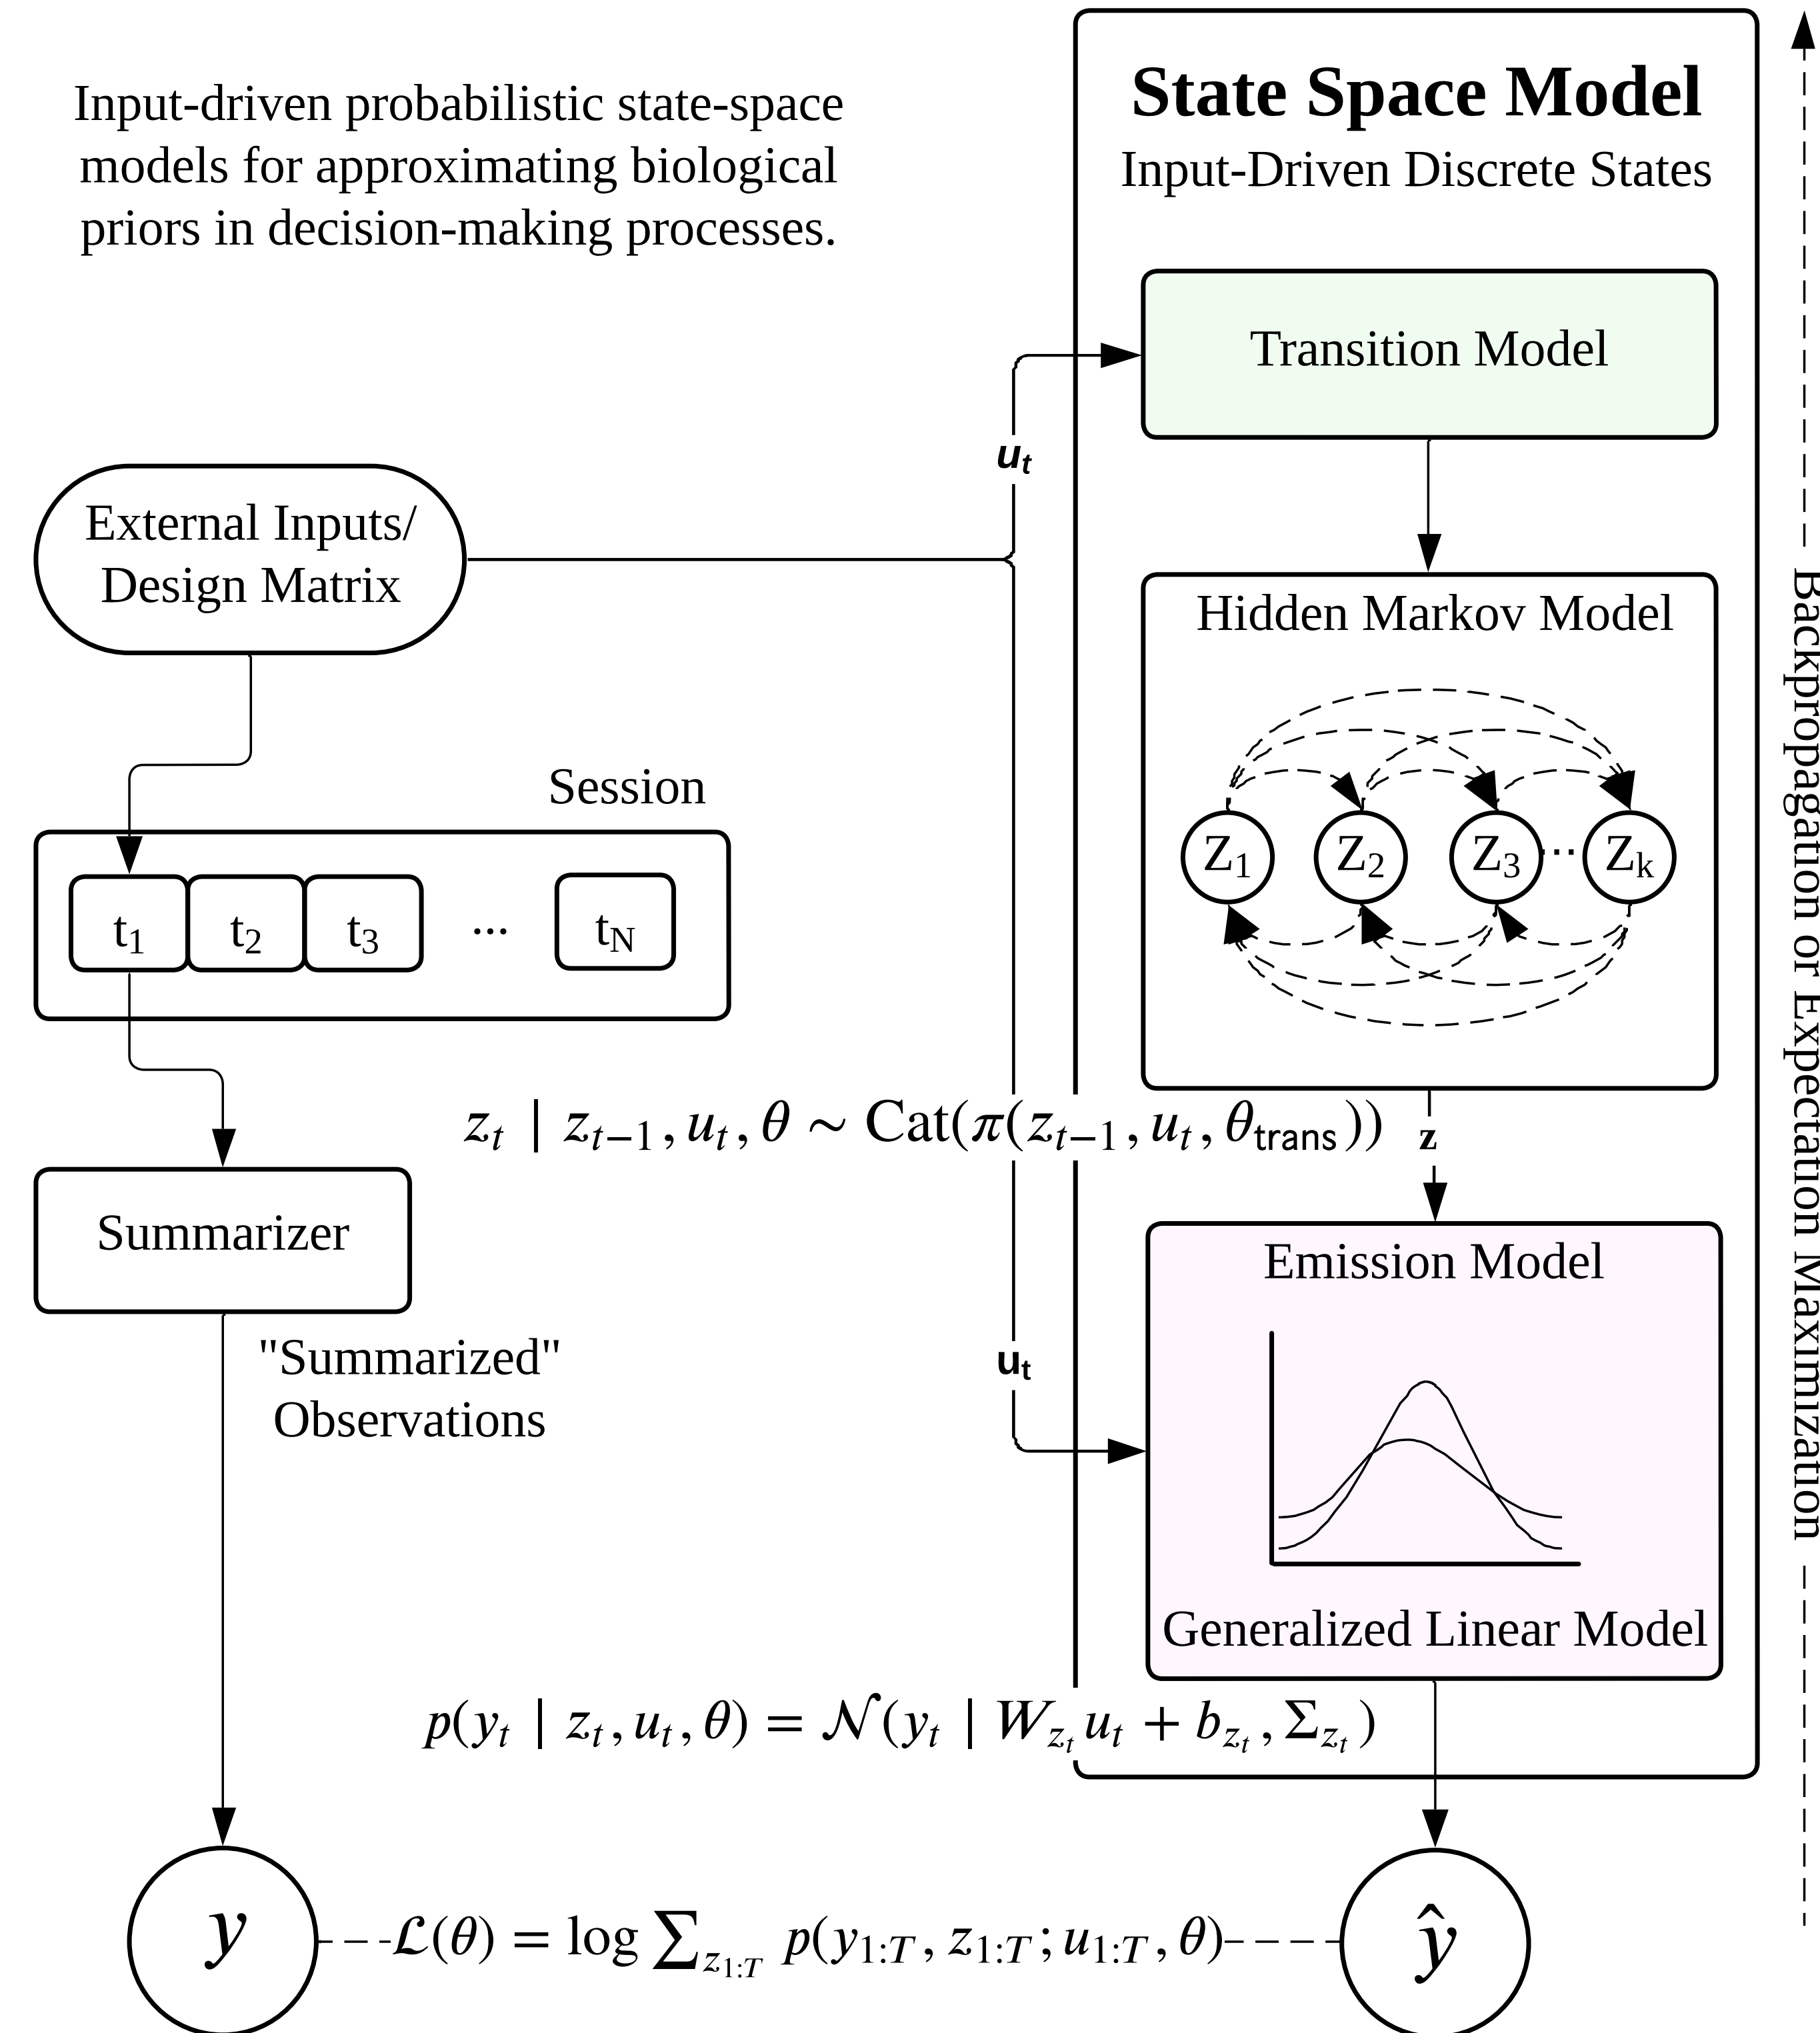 Input-driven probabilistic state-space
models for approximating biological
priors in decision-making processes.
State Space Model
Input-Driven Discrete States
Transition Model
u_t
External Inputs/
Design Matrix
Hidden Markov Model
Z₁ Z₂ Z₃ ... Z_k
Session
t₁ t₂ t₃ ... t_N
z_t | z_{t−1}, u_t, θ ∼ Cat(π(z_{t−1}, u_t, θ_trans))
z
Summarizer
"Summarized"
Observations
u_t
Emission Model
Generalized Linear Model
p(y_t | z_t, u_t, θ) = 𝒩(y_t | W_{z_t} u_t + b_{z_t}, Σ_{z_t})
y
ℒ(θ) = log ∑_{z_{1:T}} p(y_{1:T}, z_{1:T}; u_{1:T}, θ)
ŷ
Backpropagation or Expectation Maximization